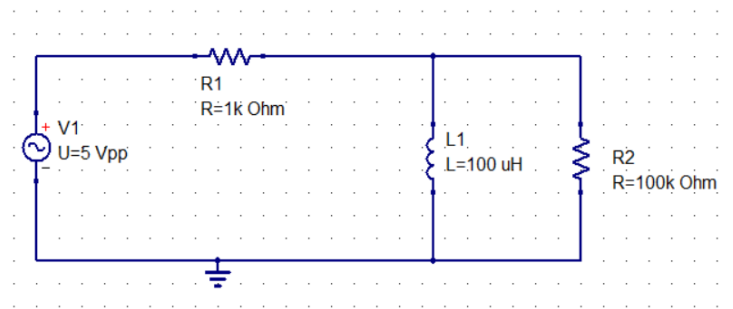 R1
R=1k Ohm
V1
U=5 Vpp
L1
L=100 uH
R2
R=100k Ohm